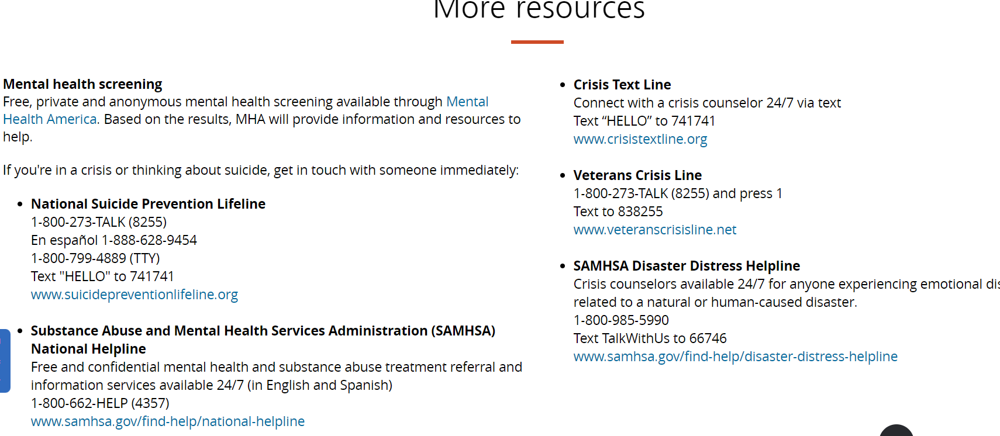 More resources
Mental health screening
Free, private and anonymous mental health screening available through Mental
Health America. Based on the results, MHA will provide information and resources to
help.
If you're in a crisis or thinking about suicide, get in touch with someone immediately:
• National Suicide Prevention Lifeline
1-800-273-TALK (8255)
En español 1-888-628-9454
1-800-799-4889 (TTY)
Text "HELLO" to 741741
www.suicidepreventionlifeline.org
• Substance Abuse and Mental Health Services Administration (SAMHSA)
National Helpline
Free and confidential mental health and substance abuse treatment referral and
information services available 24/7 (in English and Spanish)
1-800-662-HELP (4357)
www.samhsa.gov/find-help/national-helpline
• Crisis Text Line
Connect with a crisis counselor 24/7 via text
Text “HELLO” to 741741
www.crisistextline.org
• Veterans Crisis Line
1-800-273-TALK (8255) and press 1
Text to 838255
www.veteranscrisisline.net
• SAMHSA Disaster Distress Helpline
Crisis counselors available 24/7 for anyone experiencing emotional
related to a natural or human-caused disaster.
1-800-985-5990
Text TalkWithUs to 66746
www.samhsa.gov/find-help/disaster-distress-helpline